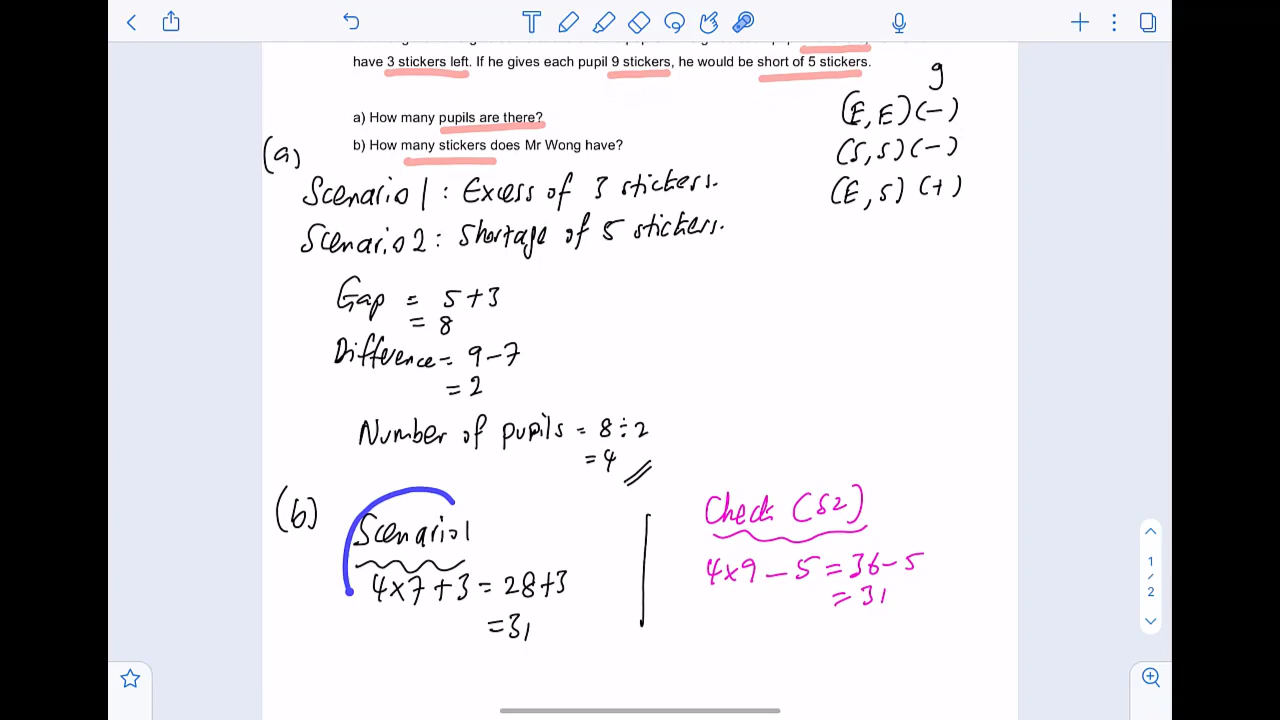 have 3 stickers left. If he gives each pupil 9 stickers, he would be short of 5 stickers.
g
(E, E) (-)
(S, S) (-)
(E, S) (+)
a) How many pupils are there?
b) How many stickers does Mr Wong have?
(a)
Scenario 1 : Excess of 3 stickers.
Scenario 2 : Shortage of 5 stickers.
Gap = 5 + 3
= 8
Difference = 9 - 7
= 2
Number of pupils = 8 ÷ 2
= 4
(b)
Scenario 1
4 x 7 + 3 = 28 + 3
= 31
Check (S2)
4 x 9 - 5 = 36 - 5
= 31
1
/
2